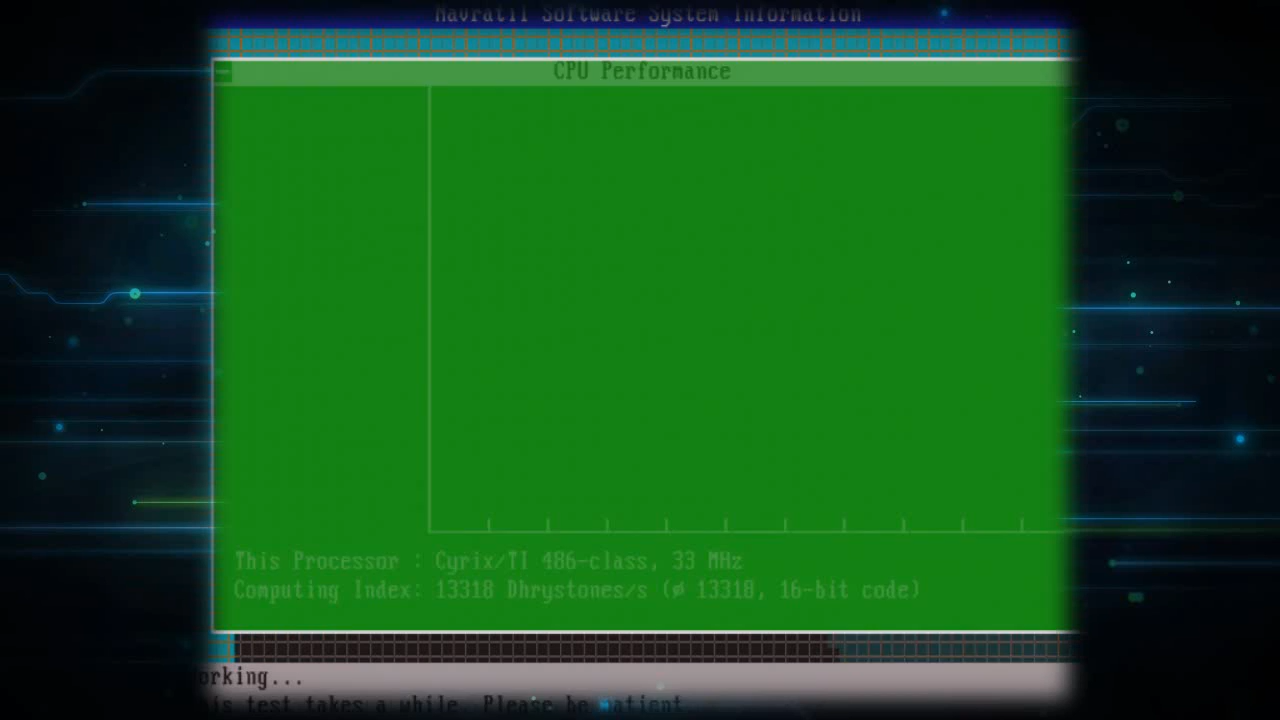 Navratil Software System Information
CPU Performance
This Processor : Cyrix/TI 486-class, 33 MHz
Computing Index: 13318 Dhrystones/s (ø 13318, 16-bit code)
orking...
is test takes a while. Please be patient